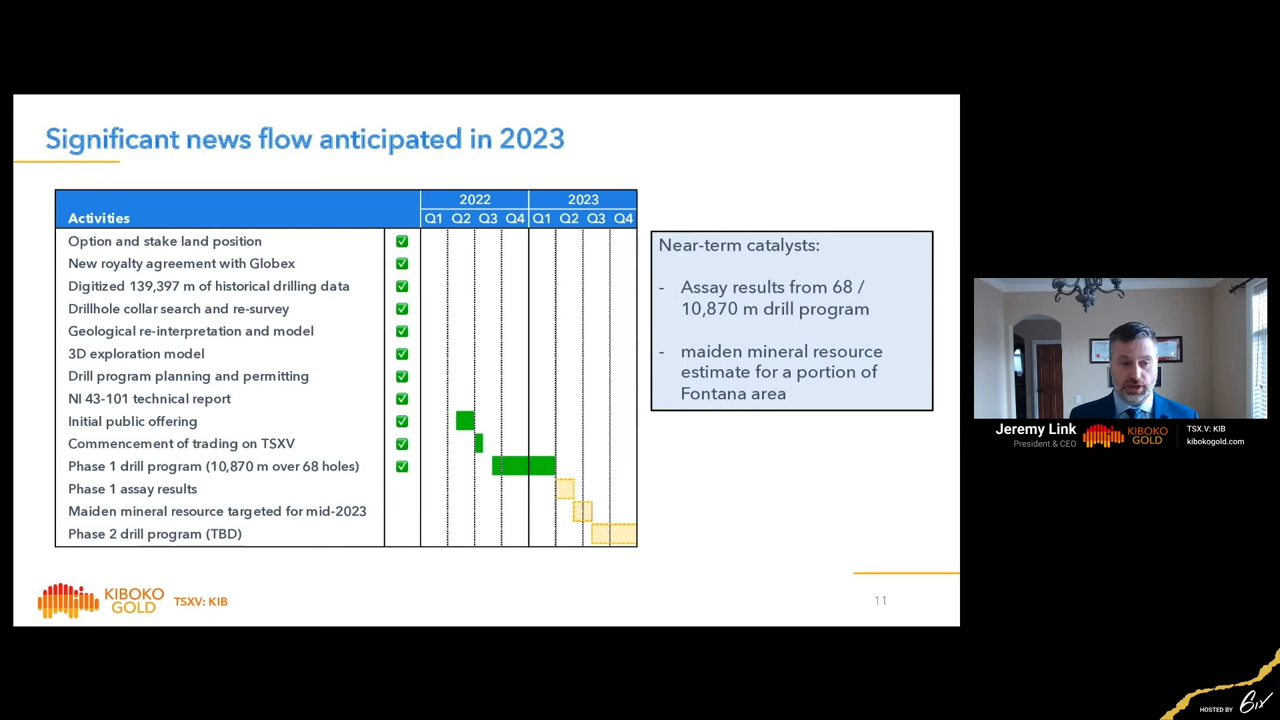 Significant news flow anticipated in 2023
2022 2023
Activities Q1 Q2 Q3 Q4 Q1 Q2 Q3 Q4
Option and stake land position
New royalty agreement with Globex
Digitized 139,397 m of historical drilling data
Drillhole collar search and re-survey
Geological re-interpretation and model
3D exploration model
Drill program planning and permitting
NI 43-101 technical report
Initial public offering
Commencement of trading on TSXV
Phase 1 drill program (10,870 m over 68 holes)
Phase 1 assay results
Maiden mineral resource targeted for mid-2023
Phase 2 drill program (TBD)
Near-term catalysts:
- Assay results from 68 /
10,870 m drill program
- maiden mineral resource
estimate for a portion of
Fontana area
KIBOKO
GOLD
TSXV: KIB
11
Jeremy Link
President & CEO
KIBOKO
GOLD
TSX.V: KIB
kibokogold.com
HOSTED BY 6ix